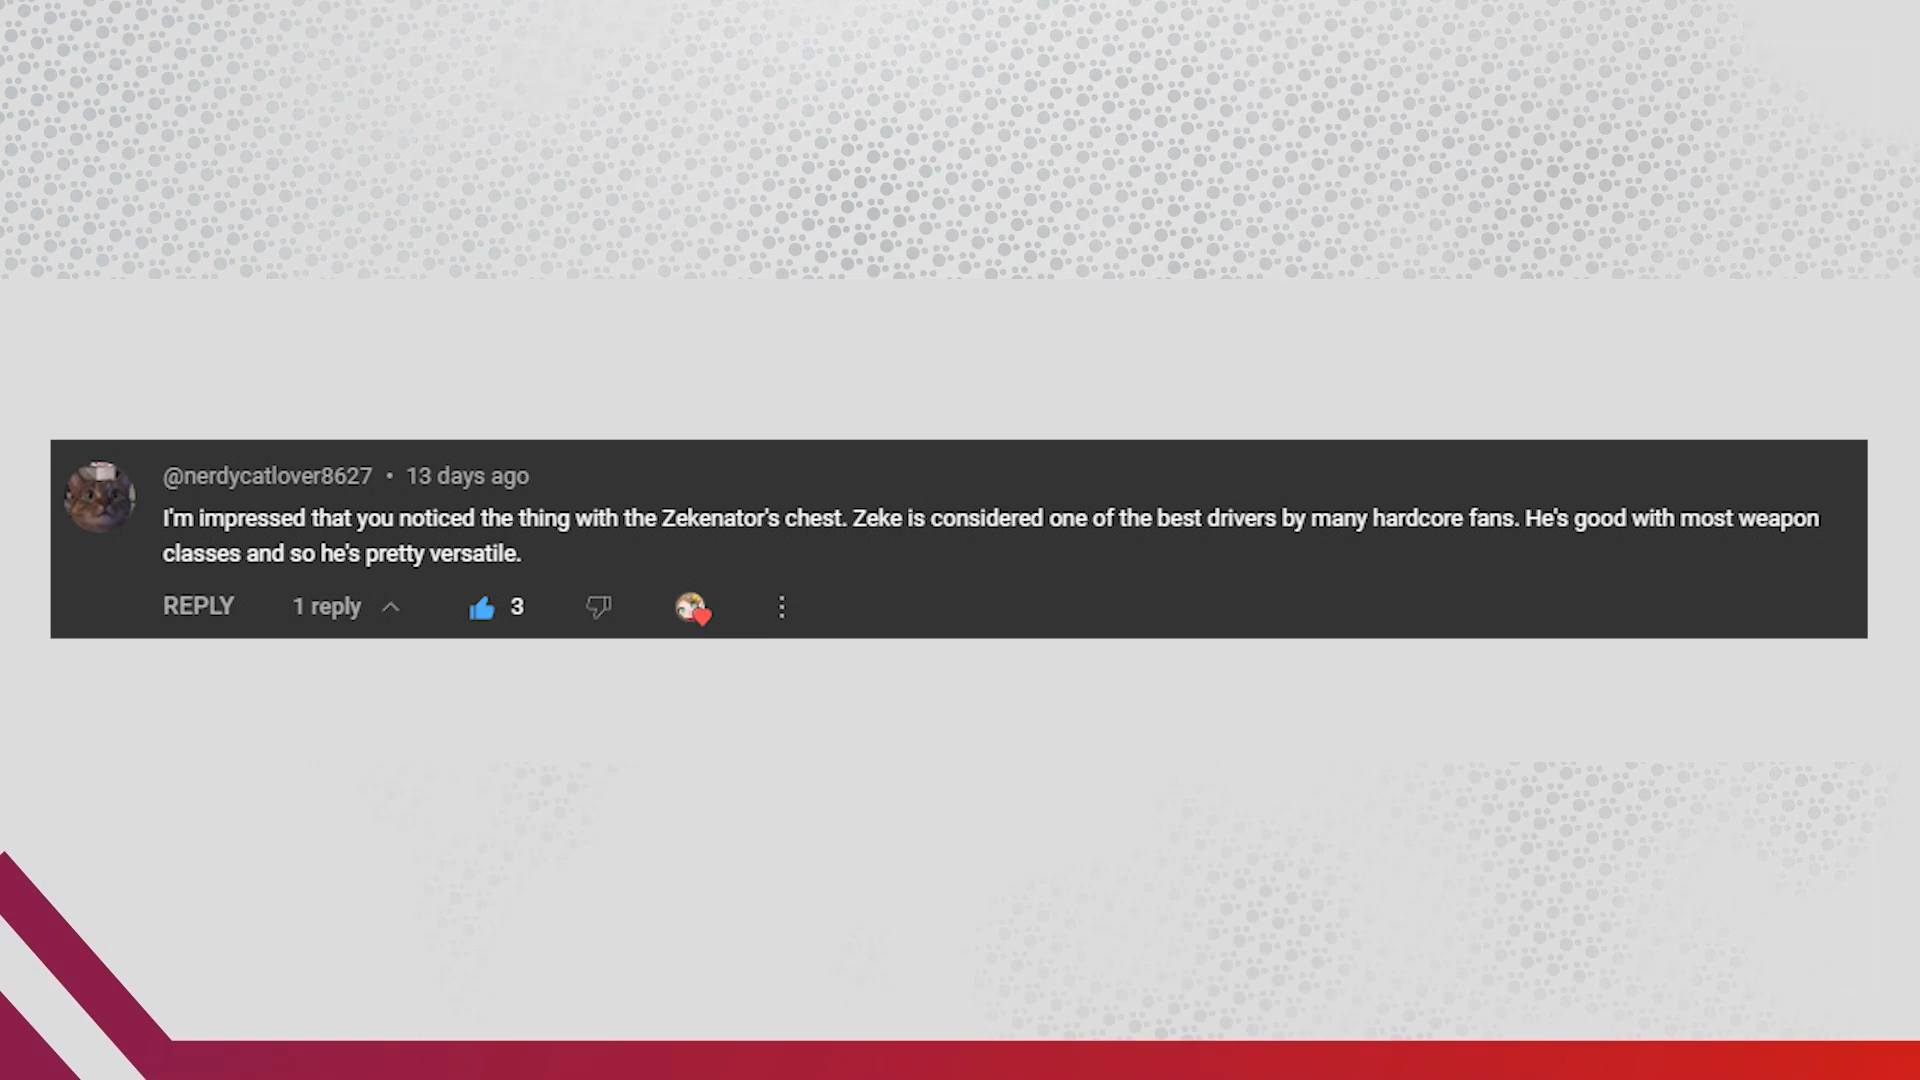 @nerdycatlover8627 • 13 days ago
I'm impressed that you noticed the thing with the Zekenator's chest. Zeke is considered one of the best drivers by many hardcore fans. He's good with most weapon
classes and so he's pretty versatile.
REPLY 1 reply 3